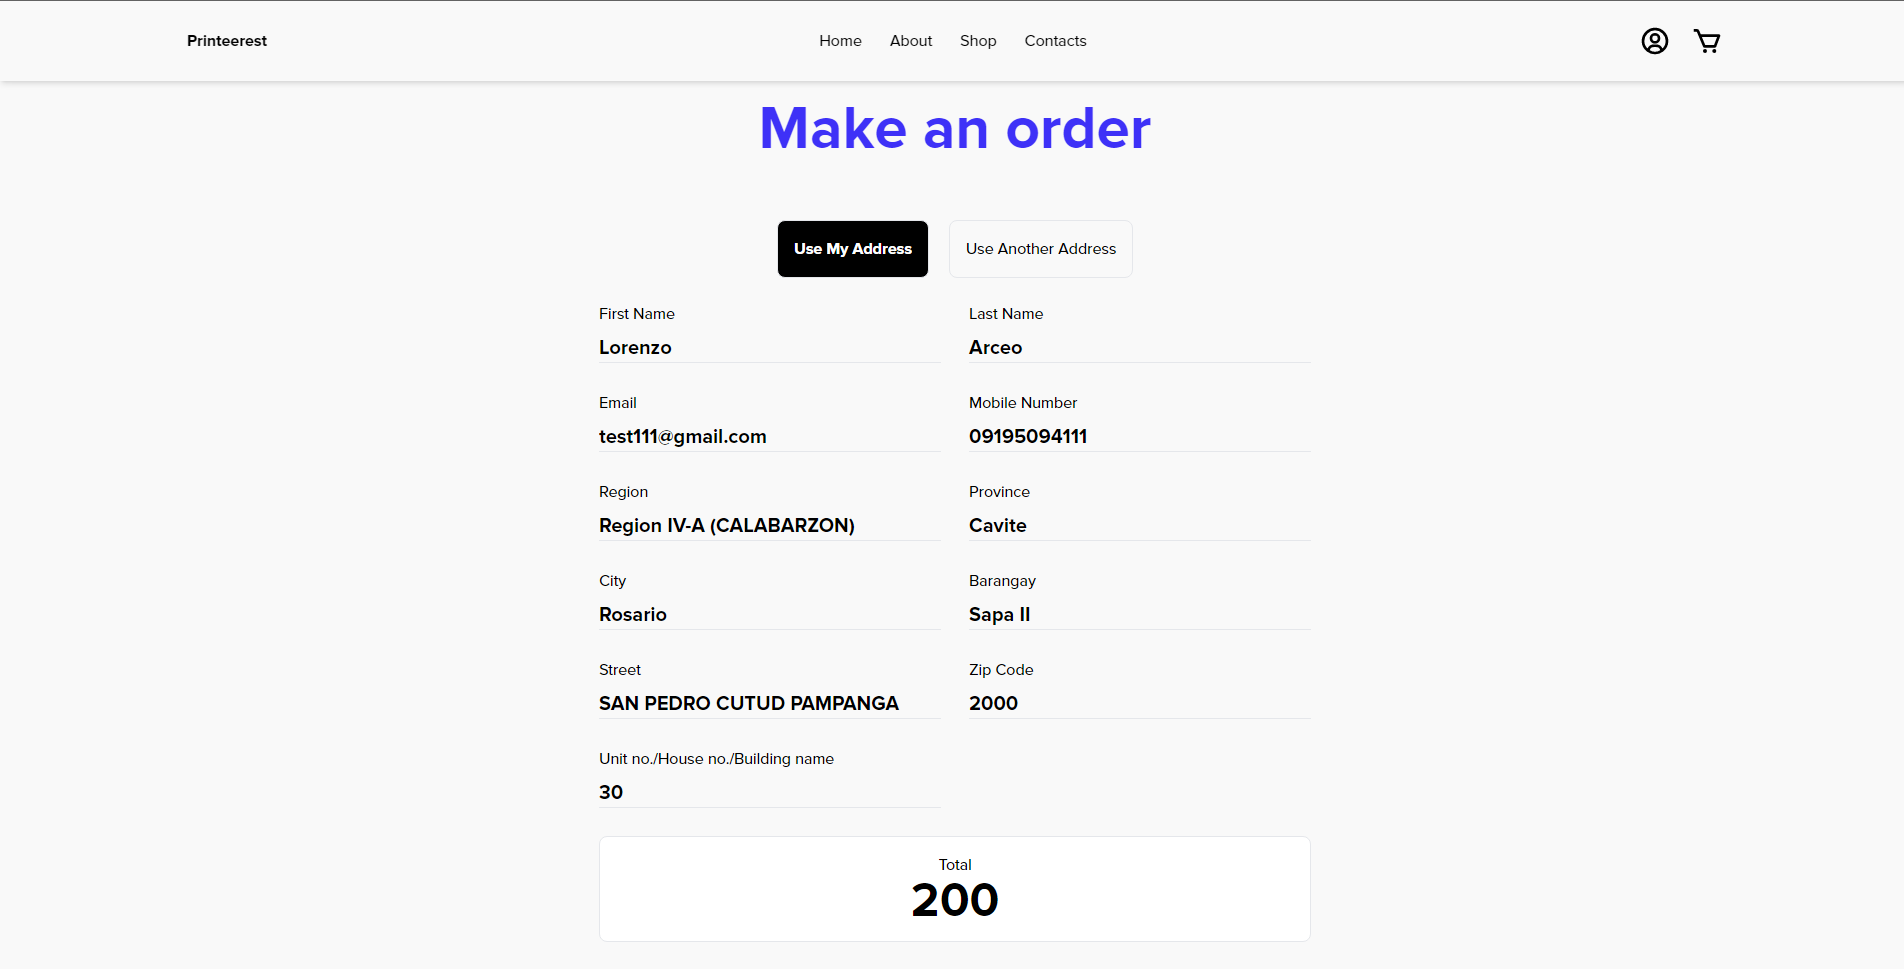 Printeerest
Home About Shop Contacts
Make an order
Use My Address Use Another Address
First Name Last Name
Lorenzo Arceo
Email Mobile Number
test111@gmail.com 09195094111
Region Province
Region IV-A (CALABARZON) Cavite
City Barangay
Rosario Sapa II
Street Zip Code
SAN PEDRO CUTUD PAMPANGA 2000
Unit no./House no./Building name
30
Total
200